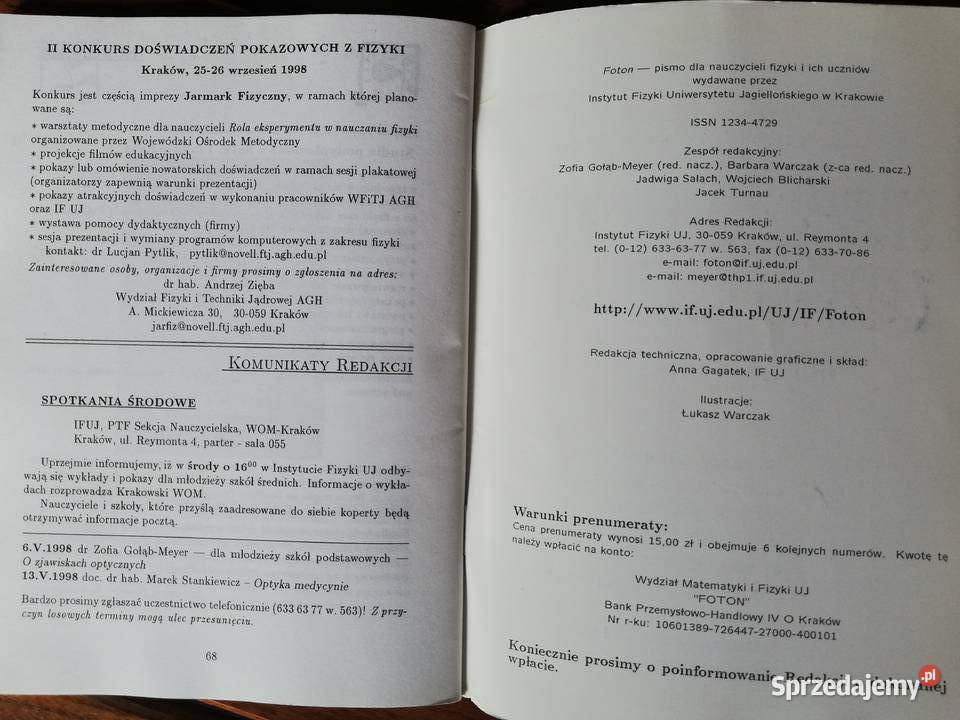 II KONKURS DOŚWIADCZEŃ POKAZOWYCH Z FIZYKI
Kraków, 25-26 wrzesień 1998
Konkurs jest częścią imprezy Jarmark Fizyczny, w ramach której plano-
wane są:
* warsztaty metodyczne dla nauczycieli Rola eksperymentu w nauczaniu fizyki
organizowane przez Wojewódzki Ośrodek Metodyczny
* projekcje filmów edukacyjnych
* pokazy lub omówienie nowatorskich doświadczeń w ramach sesji plakatowej
(organizatorzy zapewnią warunki prezentacji)
* pokazy atrakcyjnych doświadczeń w wykonaniu pracowników WFiTJ AGH
oraz IF UJ
* wystawa pomocy dydaktycznych (firmy)
* sesja prezentacji i wymiany programów komputerowych z zakresu fizyki
kontakt: dr Lucjan Pytlik, pytlik@novell.ftj.agh.edu.pl
Zainteresowane osoby, organizacje i firmy prosimy o zgłoszenia na adres:
dr hab. Andrzej Zięba
Wydział Fizyki i Techniki Jądrowej AGH
A. Mickiewicza 30, 30-059 Kraków
jarfiz@novell.ftj.agh.edu.pl
KOMUNIKATY REDAKCJI
SPOTKANIA ŚRODOWE
IFUJ, PTF Sekcja Nauczycielska, WOM-Kraków
Kraków, ul. Reymonta 4, parter - sala 055
Uprzejmie informujemy, iż w środy o 16⁰⁰ w Instytucie Fizyki UJ odby-
wają się wykłady i pokazy dla młodzieży szkół średnich. Informacje o wykła-
dach rozprowadza Krakowski WOM.
Nauczyciele i szkoły, które przyślą zaadresowane do siebie koperty będą
otrzymywać informacje pocztą.
6.V.1998 dr Zofia Gołąb-Meyer — dla młodzieży szkół podstawowych —
O zjawiskach optycznych
13.V.1998 doc. dr hab. Marek Stankiewicz - Optyka medycynie
Bardzo prosimy zgłaszać uczestnictwo telefonicznie (633 63 77 w. 563)! Z przy-
czyn losowych terminy mogą ulec przesunięciu.
68
Foton — pismo dla nauczycieli fizyki i ich uczniów
wydawane przez
Instytut Fizyki Uniwersytetu Jagiellońskiego w Krakowie
ISSN 1234-4729
Zespół redakcyjny:
Zofia Gołąb-Meyer (red. nacz.), Barbara Warczak (z-ca red. nacz.)
Jadwiga Salach, Wojciech Blicharski
Jacek Turnau
Adres Redakcji:
Instytut Fizyki UJ, 30-059 Kraków, ul. Reymonta 4
tel. (0-12) 633-63-77 w. 563, fax (0-12) 633-70-86
e-mail: foton@if.uj.edu.pl
e-mail: meyer@thp1.if.uj.edu.pl
http://www.if.uj.edu.pl/UJ/IF/Foton
Redakcja techniczna, opracowanie graficzne i skład:
Anna Gagatek, IF UJ
Ilustracje:
Łukasz Warczak
Warunki prenumeraty:
Cena prenumeraty wynosi 15,00 zł i obejmuje 6 kolejnych numerów. Kwotę tę
należy wpłacić na konto:
Wydział Matematyki i Fizyki UJ
"FOTON"
Bank Przemysłowo-Handlowy IV O Kraków
Nr r-ku: 10601389-726447-27000-400101
Koniecznie prosimy o poinformowanie Redakcji
wpłacie.
Sprzedajemy.pl